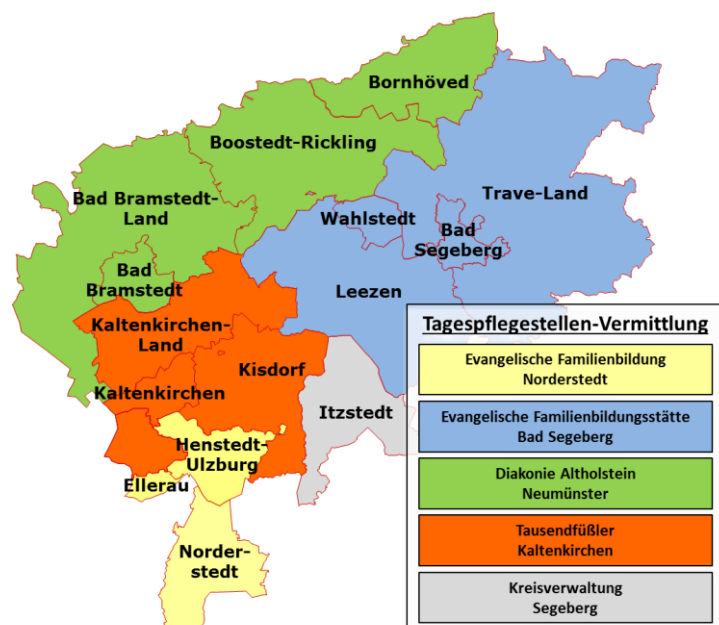 Bornhöved
Boostedt-Rickling
Bad Bramstedt-
Land
Trave-Land
Wahlstedt
Bad
Segeberg
Bad
Bramstedt
Leezen
Kaltenkirchen-
Land
Kisdorf
Kaltenkirchen
Itzstedt
Henstedt-
Ulzburg
Ellerau
Norder-
stedt
Tagespflegestellen-Vermittlung
Evangelische Familienbildung
Norderstedt
Evangelische Familienbildungsstätte
Bad Segeberg
Diakonie Altholstein
Neumünster
Tausendfüßler
Kaltenkirchen
Kreisverwaltung
Segeberg